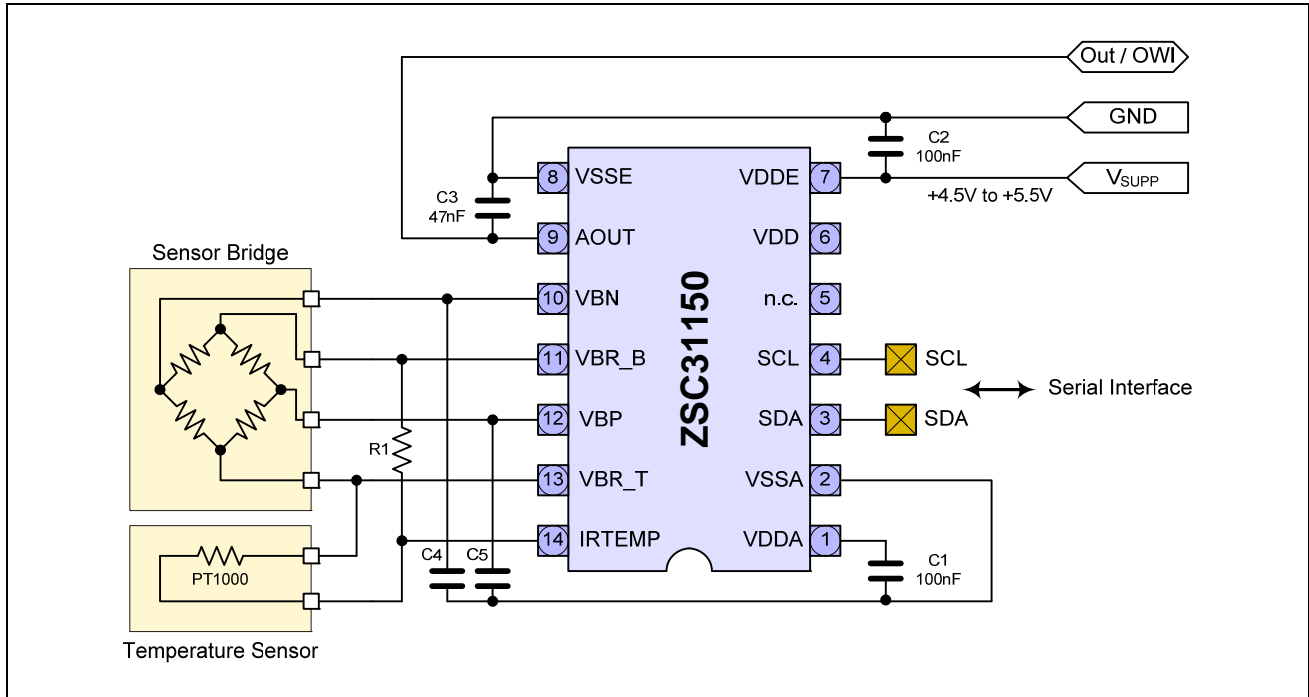 Out / OWI
GND
C2
100nF
VSUPP
+4.5V to +5.5V
8 VSSE
VDDE 7
C3
47nF
9 AOUT
VDD 6
Sensor Bridge
10 VBN
n.c. 5
ZSC31150
11 VBR_B
SCL 4
SCL
Serial Interface
12 VBP
SDA 3
SDA
R1
13 VBR_T
VSSA 2
14 IRTEMP
VDDA 1
C4
C5
C1
100nF
PT1000
Temperature Sensor